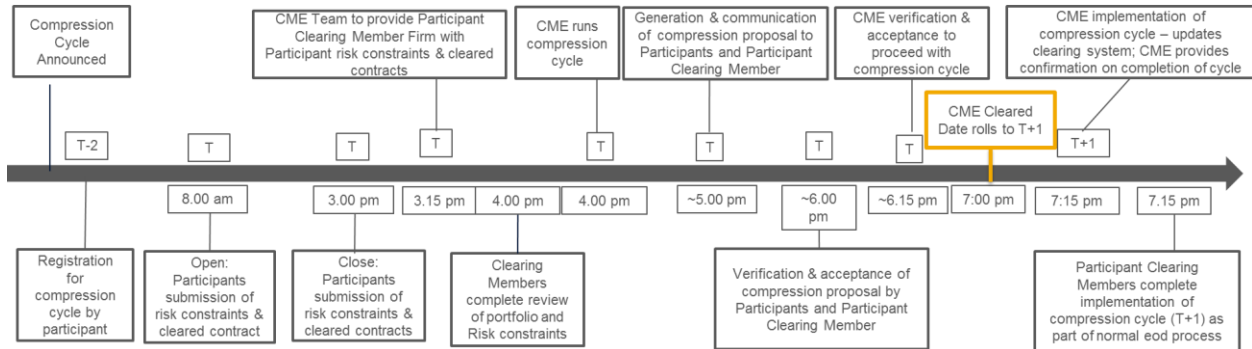 Compression
Cycle
Announced
CME Team to provide Participant
Clearing Member Firm with
Participant risk constraints & cleared
contracts
CME runs
compression
cycle
Generation & communication
of compression proposal to
Participants and Participant
Clearing Member
CME verification &
acceptance to
proceed with
compression cycle
CME implementation of
compression cycle – updates
clearing system; CME provides
confirmation on completion of cycle
CME Cleared
Date rolls to T+1
T-2
T
T
T
T
T
T
T
T+1
8.00 am
3.00 pm
3.15 pm
4.00 pm
4.00 pm
~5.00 pm
~6.00
pm
~6.15 pm
7:00 pm
7:15 pm
7.15 pm
Registration
for
compression
cycle by
participant
Open:
Participants
submission of
risk constraints
& cleared contract
Close:
Participants
submission of
risk constraints &
cleared contracts
Clearing
Members
complete review
of portfolio and
Risk constraints
Verification & acceptance of
compression proposal by
Participants and Participant
Clearing Member
Participant Clearing
Members complete
implementation of
compression cycle (T+1) as
part of normal eod process